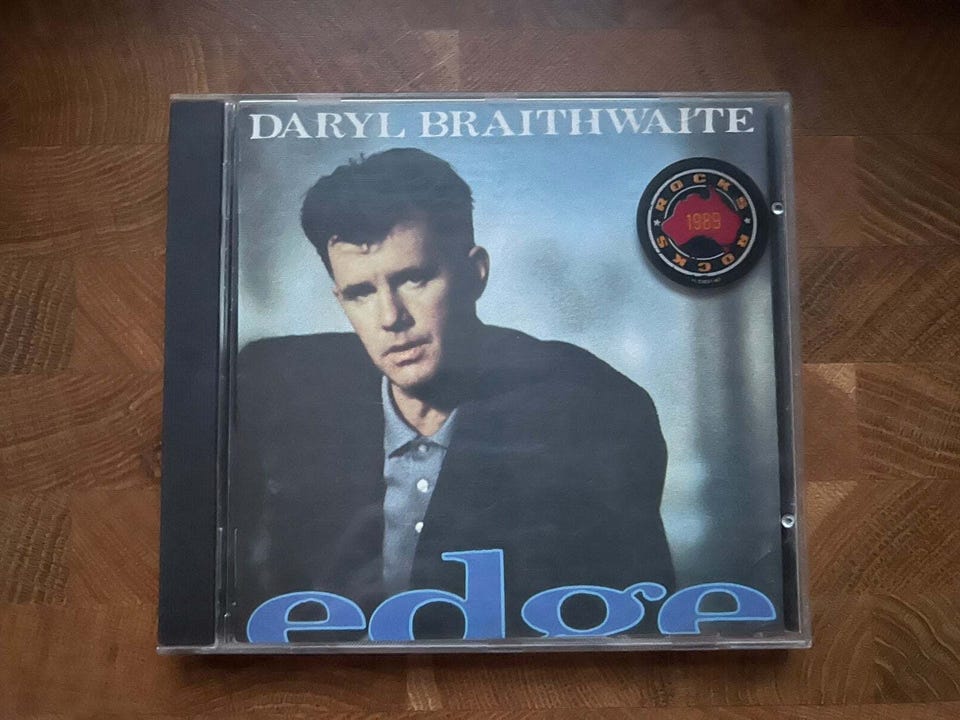 DARYL BRAITHWAITE
ROCKS
1989
ROCKS
edge